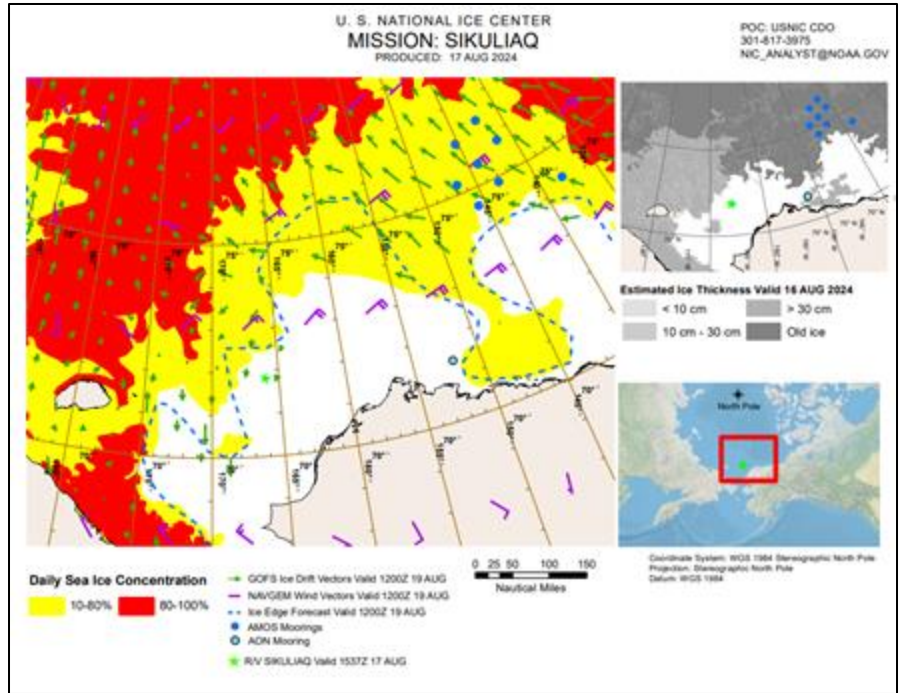 U. S. NATIONAL ICE CENTER
MISSION: SIKULIAQ
PRODUCED: 17 AUG 2024
POC: USNIC CDO
301-817-3975
NIC_ANALYST@NOAA.GOV
Estimated Ice Thickness Valid 16 AUG 2024
< 10 cm
> 30 cm
10 cm - 30 cm
Old ice
North Pole
Daily Sea Ice Concentration
10-80%
80-100%
GOFS Ice Drift Vectors Valid 1200Z 19 AUG
NAVGEM Wind Vectors Valid 1200Z 19 AUG
Ice Edge Forecast Valid 1200Z 19 AUG
AMOS Moorings
AON Mooring
R/V SIKULIAQ Valid 1537Z 17 AUG
0 25 50 100 150
Nautical Miles
Coordinate System: WGS 1984 Stereographic North Pole
Projection: Stereographic North Pole
Datum: WGS 1984